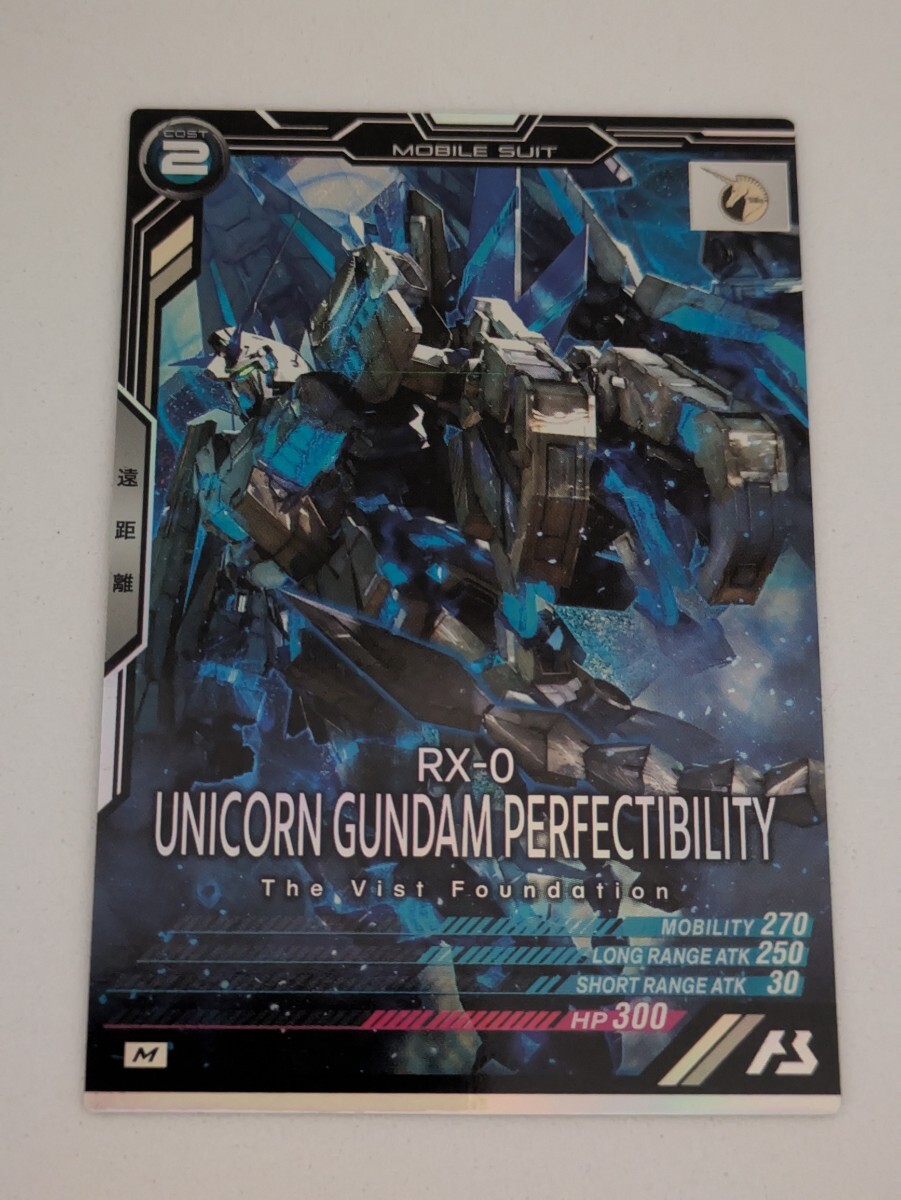 COST
2
MOBILE SUIT
遠距離
RX-0
UNICORN GUNDAM PERFECTIBILITY
The Vist Foundation
MOBILITY 270
LONG RANGE ATK 250
SHORT RANGE ATK 30
HP 300
M